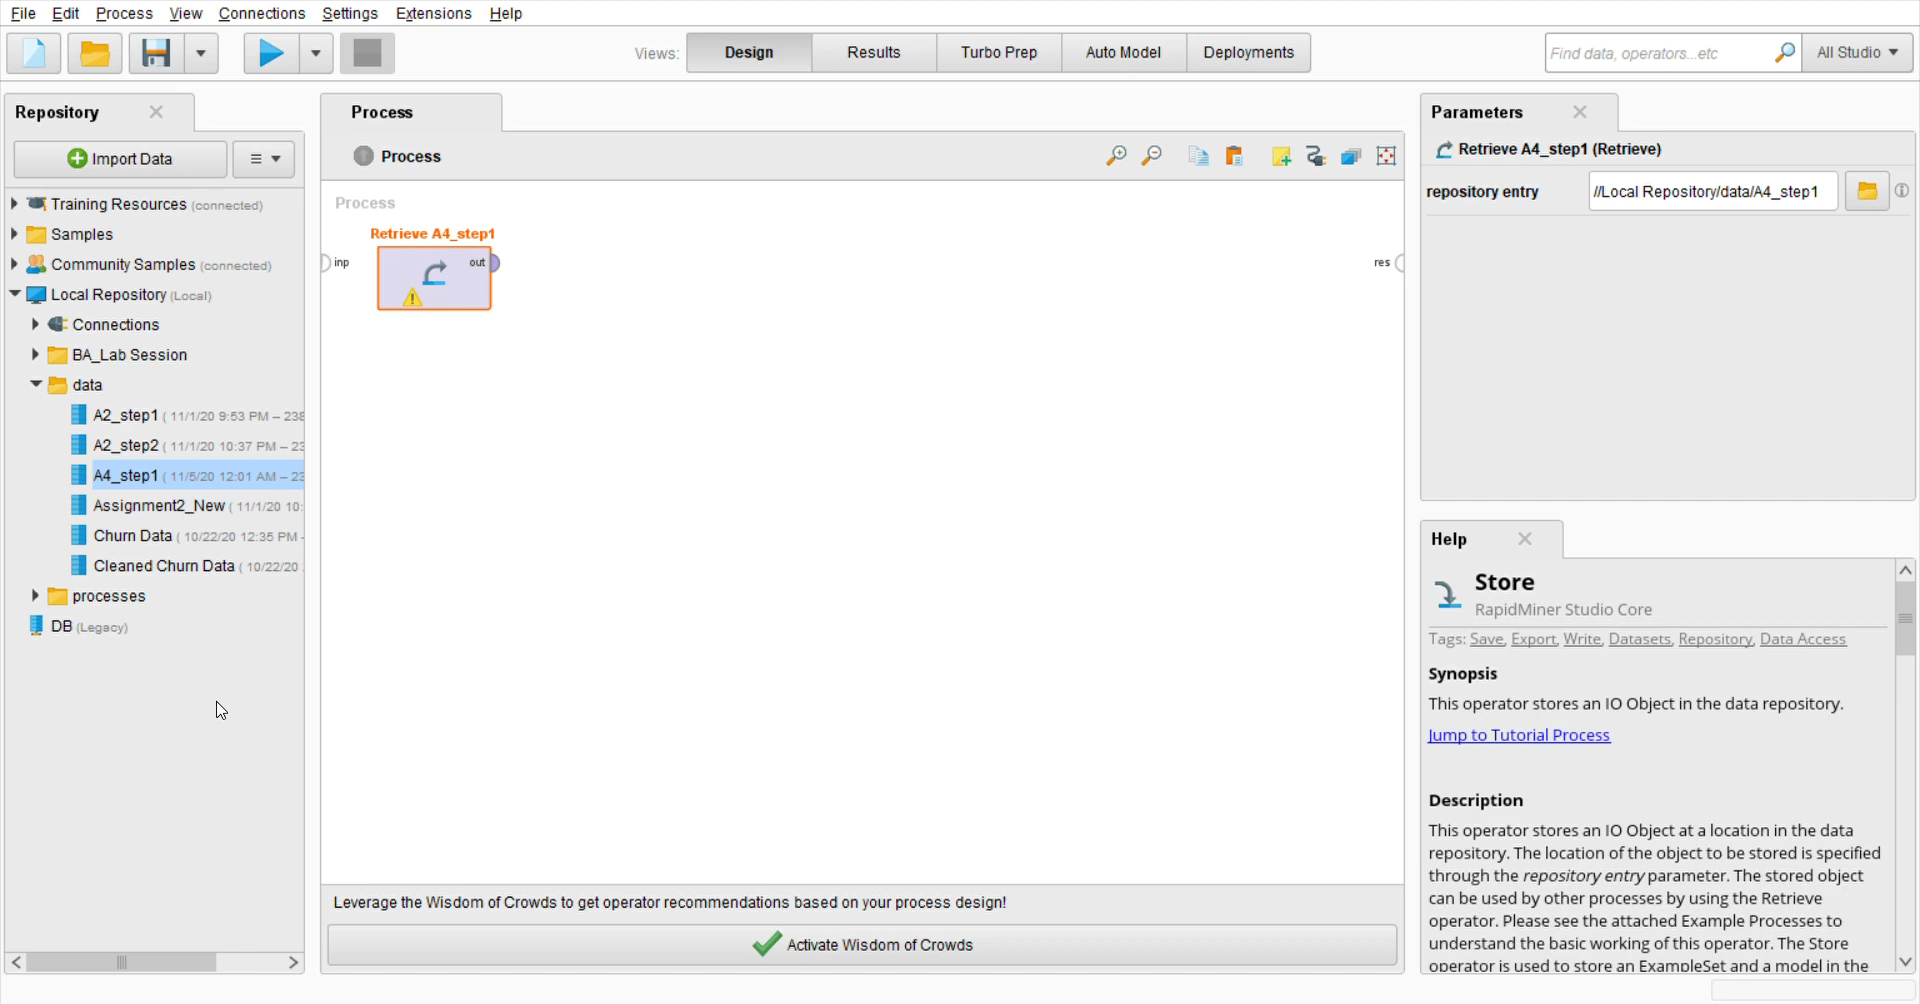 File Edit Process View Connections Settings Extensions Help
Views: Design Results Turbo Prep Auto Model Deployments
Find data, operators...etc
All Studio
Repository
Import Data
Training Resources (connected)
Samples
Community Samples (connected)
Local Repository (Local)
Connections
BA_Lab Session
data
A2_step1 ( 11/1/20 9:53 PM – 238
A2_step2 ( 11/1/20 10:37 PM – 23
A4_step1 ( 11/5/20 12:01 AM – 23
Assignment2_New ( 11/1/20 10:
Churn Data ( 10/22/20 12:35 PM -
Cleaned Churn Data ( 10/22/20
processes
DB (Legacy)
Process
Process
Process
Retrieve A4_step1
inp
out
res
Leverage the Wisdom of Crowds to get operator recommendations based on your process design!
Activate Wisdom of Crowds
Parameters
Retrieve A4_step1 (Retrieve)
repository entry
//Local Repository/data/A4_step1
Help
Store
RapidMiner Studio Core
Tags: Save, Export, Write, Datasets, Repository, Data Access
Synopsis
This operator stores an IO Object in the data repository.
Jump to Tutorial Process
Description
This operator stores an IO Object at a location in the data
repository. The location of the object to be stored is specified
through the repository entry parameter. The stored object
can be used by other processes by using the Retrieve
operator. Please see the attached Example Processes to
understand the basic working of this operator. The Store
operator is used to store an ExampleSet and a model in the